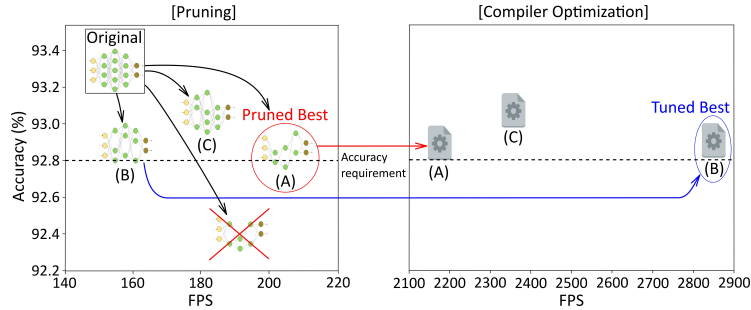 [Pruning]
[Compiler Optimization]
Accuracy (%)
93.4
93.2
93.0
92.8
92.6
92.4
92.2
Original
(B)
(C)
Pruned Best
(A)
140
160
180
200
220
FPS
Accuracy
requirement
(A)
(C)
Tuned Best
(B)
2100
2200
2300
2400
2500
2600
2700
2800
2900
FPS